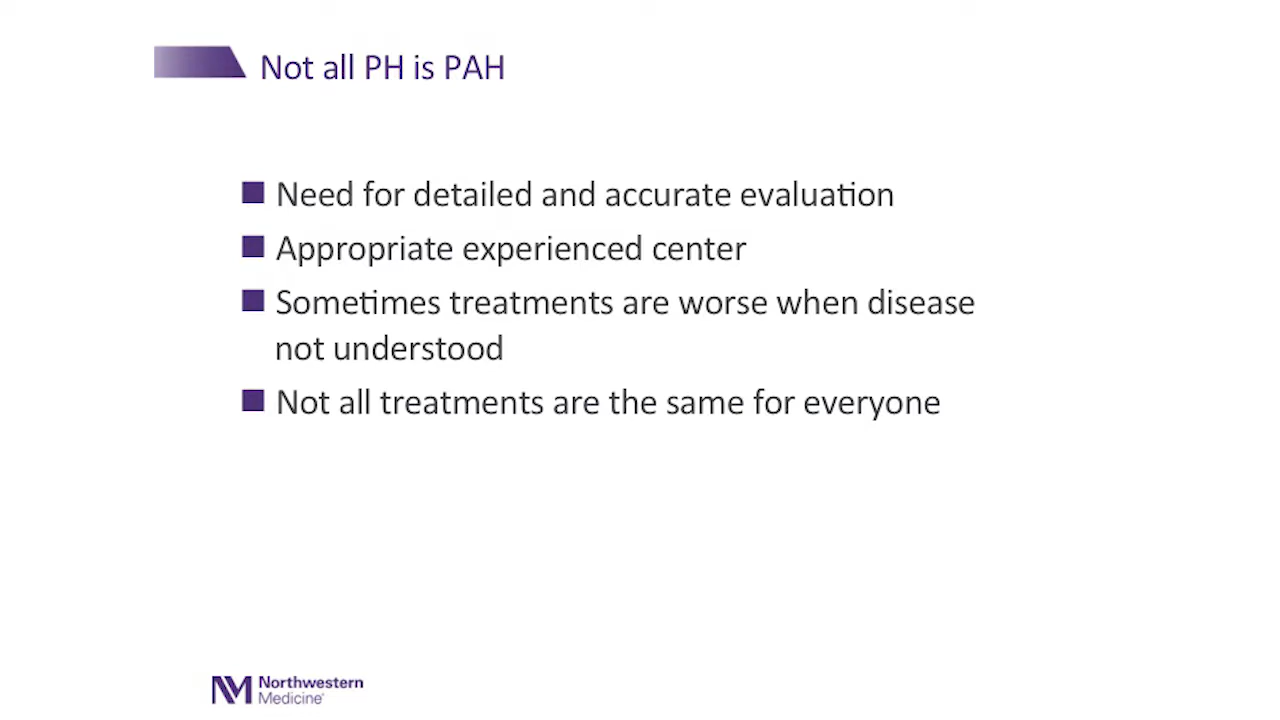 Not all PH is PAH
Need for detailed and accurate evaluation
Appropriate experienced center
Sometimes treatments are worse when disease
not understood
Not all treatments are the same for everyone
NM Northwestern
Medicine®